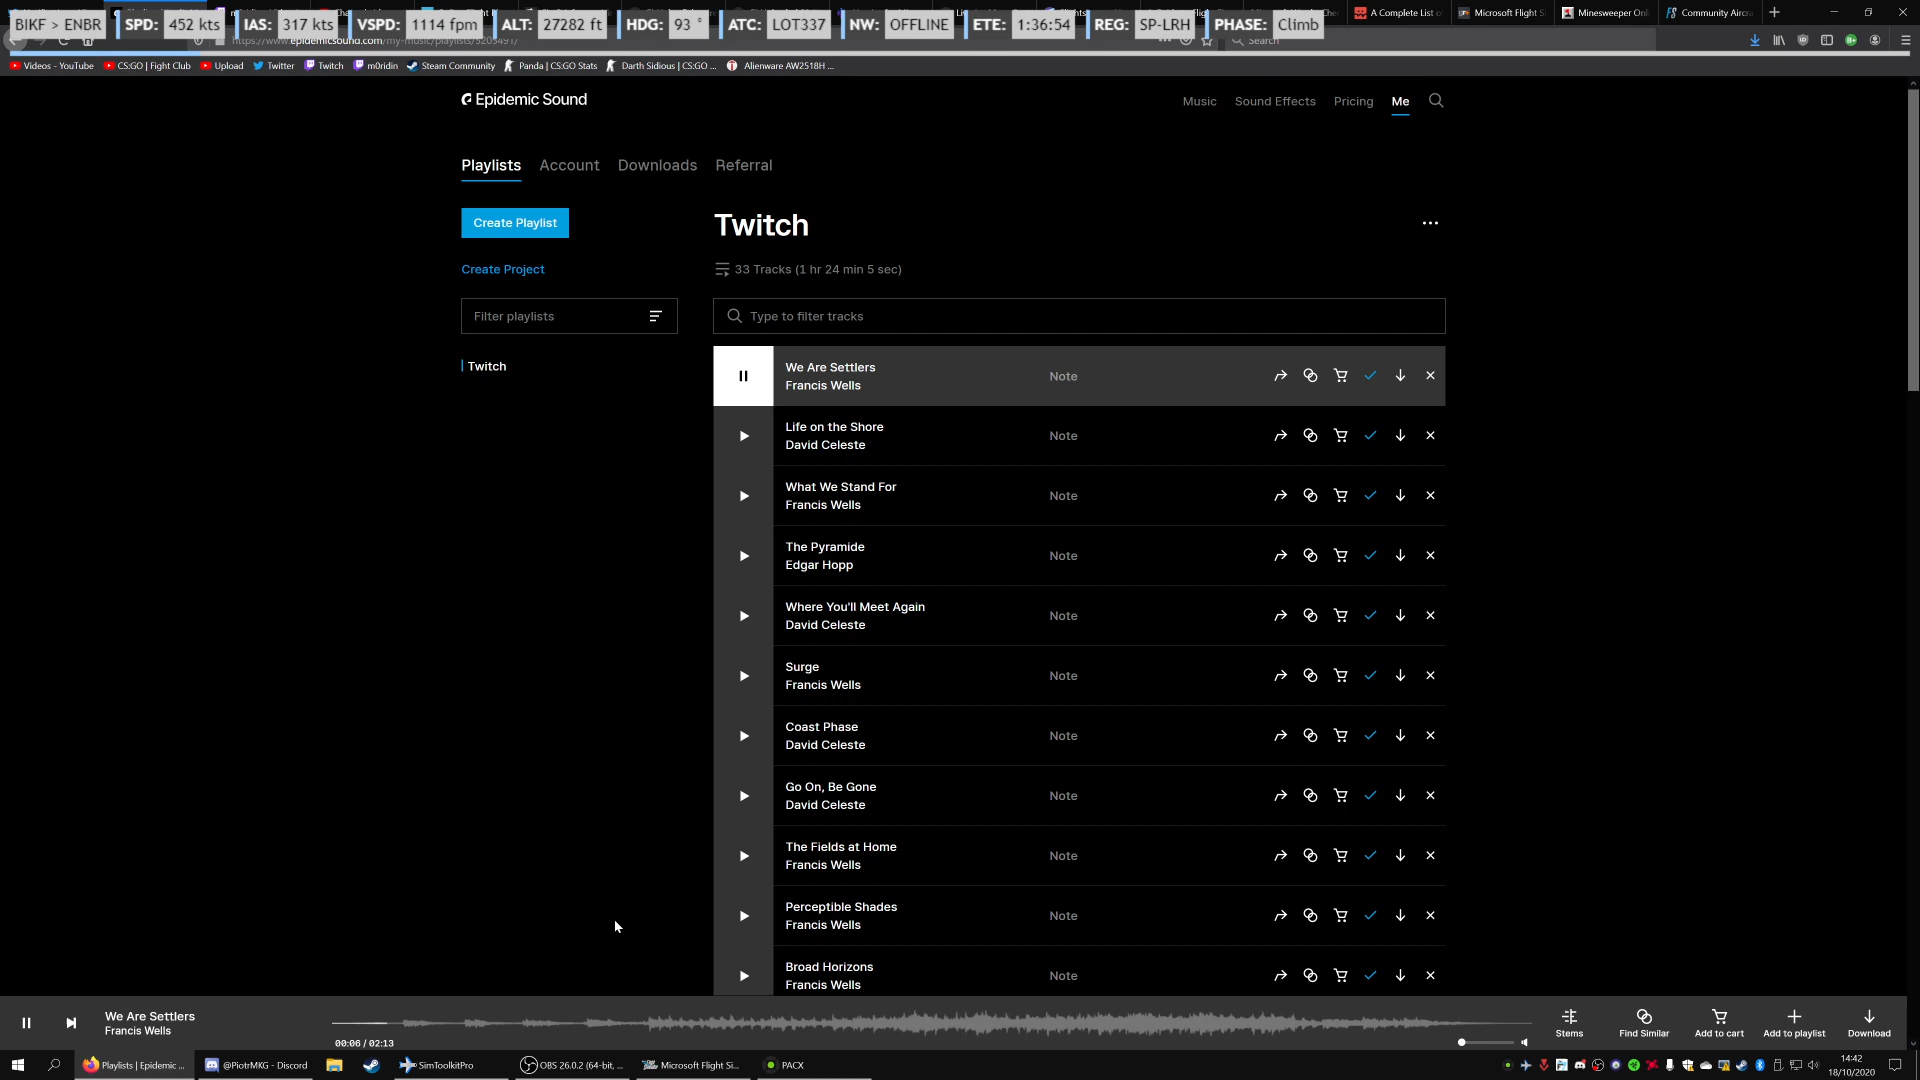 BIKF > ENBR SPD: 452 kts IAS: 317 kts VSPD: 1114 fpm ALT: 27282 ft HDG: 93 ° ATC: LOT337 NW: OFFLINE ETE: 1:36:54 REG: SP-LRH PHASE: Climb
A Complete List o
Microsoft Flight S
Minesweeper Onl
Community Aircra
https://www.epidemicsound.com/my-music/playlists/5205491/
Search
Videos - YouTube
CS:GO | Fight Club
Upload
Twitter
Twitch
m0ridin
Steam Community
Panda | CS:GO Stats
Darth Sidious | CS:GO ...
Alienware AW2518H ...
Epidemic Sound
Music Sound Effects Pricing Me
Playlists Account Downloads Referral
Create Playlist
Create Project
Filter playlists
Twitch
Twitch
33 Tracks (1 hr 24 min 5 sec)
Type to filter tracks
We Are Settlers
Francis Wells
Note
Life on the Shore
David Celeste
Note
What We Stand For
Francis Wells
Note
The Pyramide
Edgar Hopp
Note
Where You'll Meet Again
David Celeste
Note
Surge
Francis Wells
Note
Coast Phase
David Celeste
Note
Go On, Be Gone
David Celeste
Note
The Fields at Home
Francis Wells
Note
Perceptible Shades
Francis Wells
Note
Broad Horizons
Francis Wells
Note
We Are Settlers
Francis Wells
00:06 / 02:13
Stems
Find Similar
Add to cart
Add to playlist
Download
Playlists | Epidemic ...
@PiotrMKG - Discord
SimToolkitPro
OBS 26.0.2 (64-bit, ...
Microsoft Flight Si...
PACX
14:42
18/10/2020